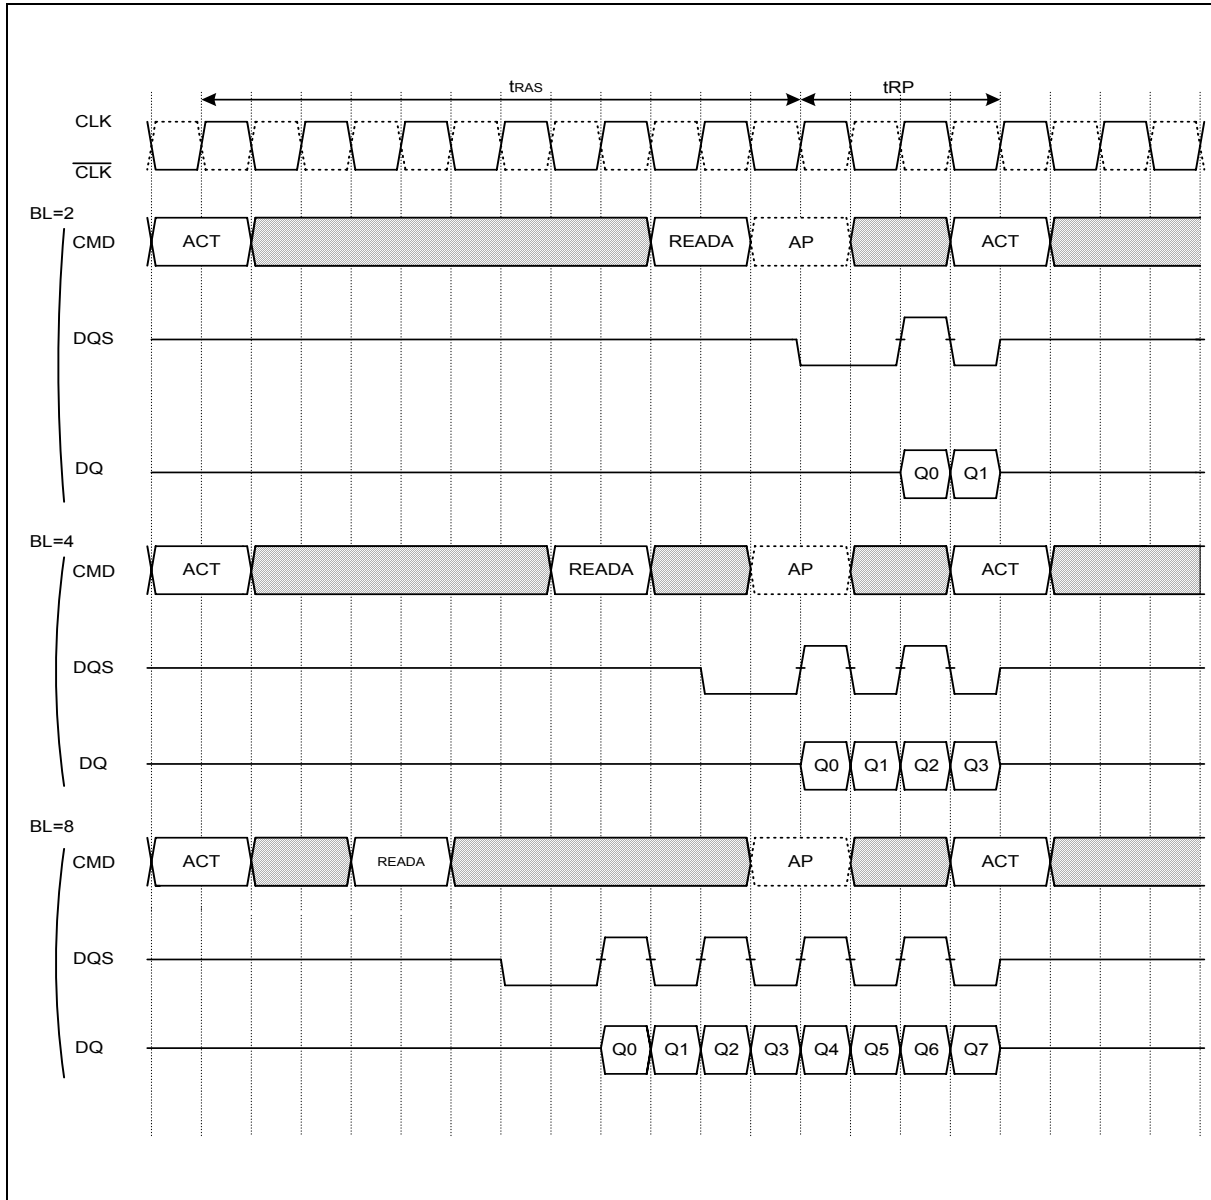 tRAS tRP
CLK
CLK
BL=2
CMD ACT READA AP ACT
DQS
DQ Q0 Q1
BL=4
CMD ACT READA AP ACT
DQS
DQ Q0 Q1 Q2 Q3
BL=8
CMD ACT READA AP ACT
DQS
DQ Q0 Q1 Q2 Q3 Q4 Q5 Q6 Q7